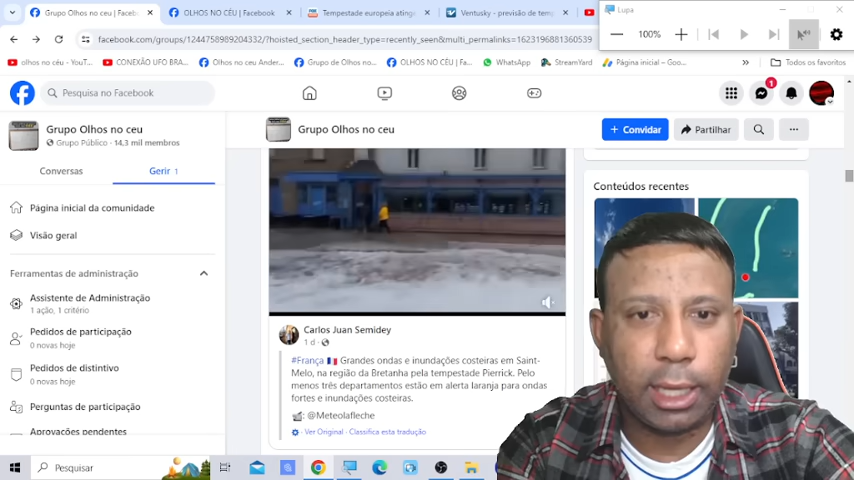 Grupo Olhos no ceu | Facebook
OLHOS NO CÉU | Facebook
Tempestade europeia atinge
Ventusky - previsão de tem
Lupa
100%
facebook.com/groups/1244758989204332/?hoisted_section_header_type=recently_seen&multi_permalinks=1623196881360539
olhos no céu - YouT...
CONEXÃO UFO BRA...
Olhos no céu Ander...
Grupo de Olhos no...
OLHOS NO CÉU |...
WhatsApp
StreamYard
Página inicial – Goo...
Todos os favoritos
Pesquisa no Facebook
1
Grupo Olhos no ceu
Grupo Público · 14,3 mil membros
Grupo Olhos no ceu
+ Convidar
Partilhar
Conversas
Gerir 1
Conteúdos recentes
Página inicial da comunidade
Visão geral
Ferramentas de administração
Assistente de Administração
1 ação, 1 critério
Pedidos de participação
0 novas hoje
Pedidos de distintivo
0 novas hoje
Perguntas de participação
Aprovações pendentes
Carlos Juan Semidey
1 d
#França 🇫🇷 Grandes ondas e inundações costeiras em Saint-
Melo, na região da Bretanha pela tempestade Pierrick. Pelo
menos três departamentos estão em alerta laranja para ondas
fortes e inundações costeiras.
: @Meteolafleche
· Ver Original · Classifica esta tradução
Pesquisar